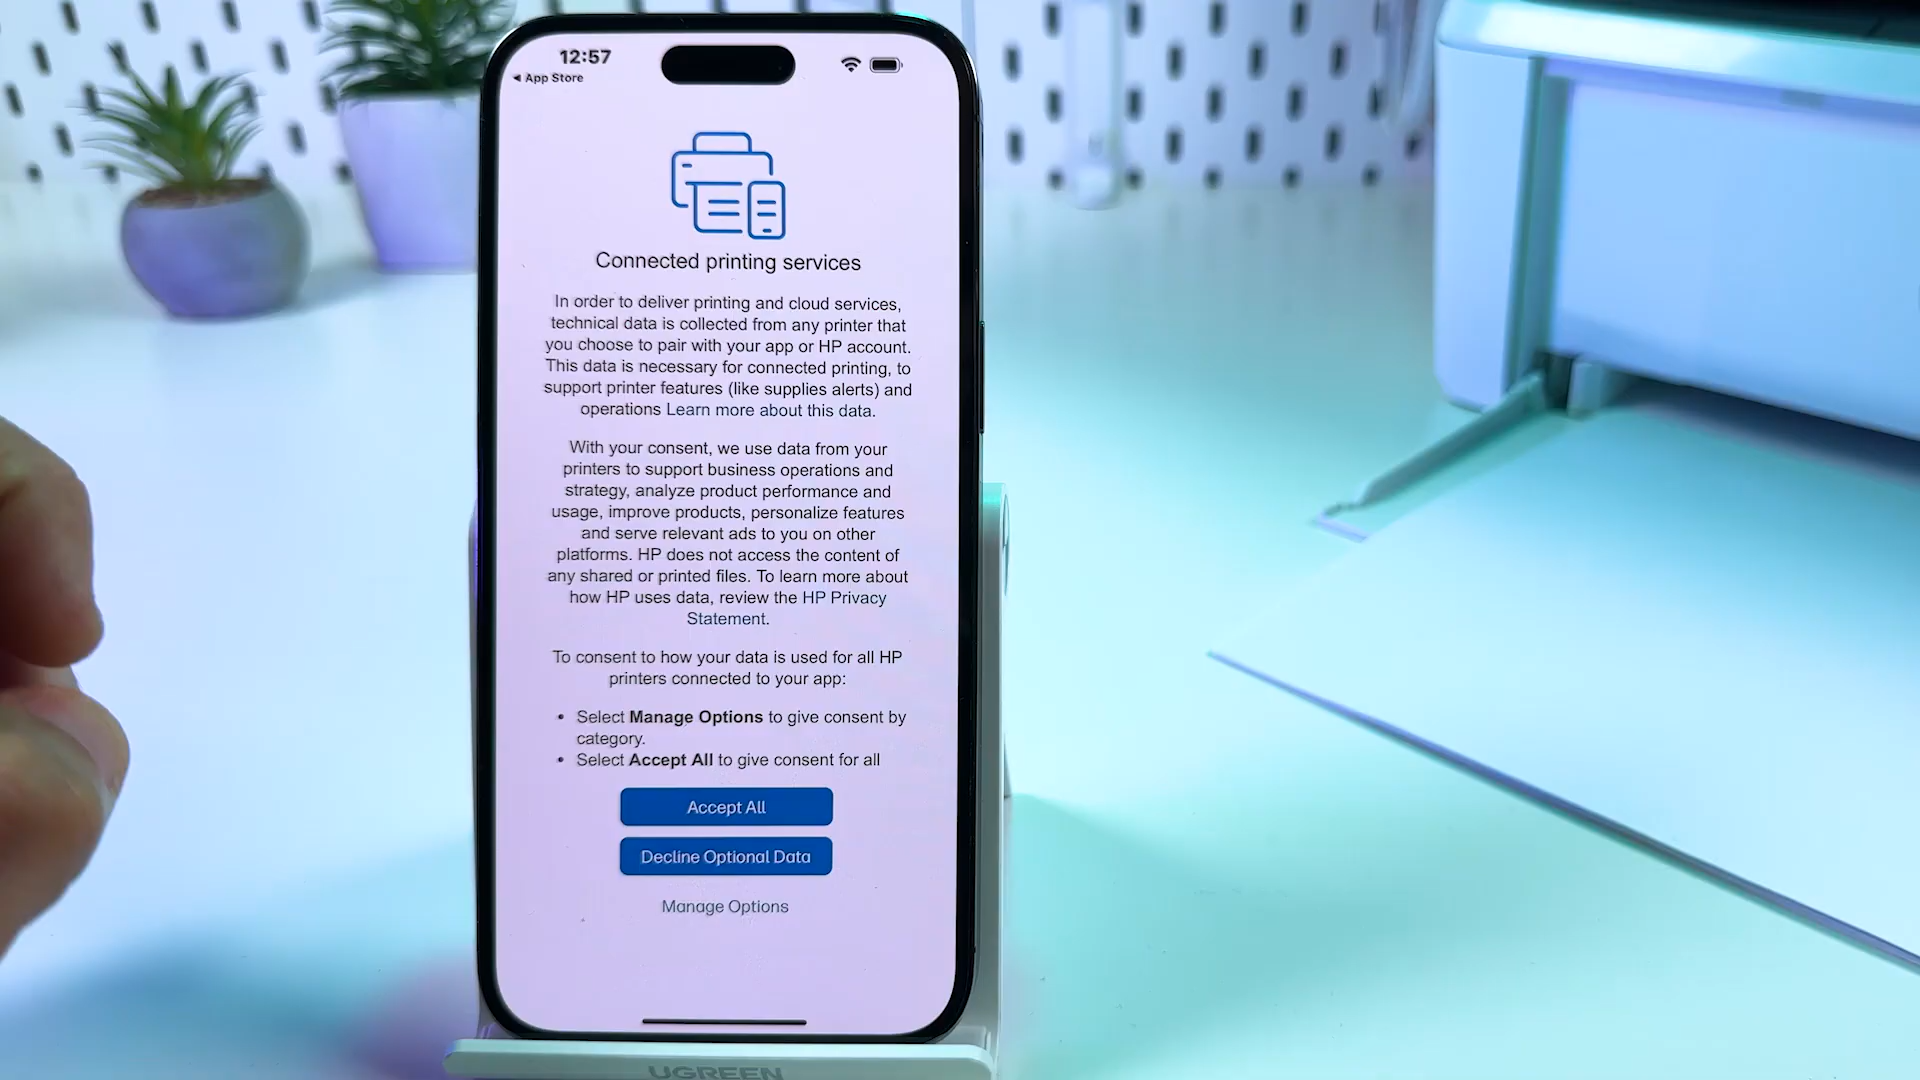 12:57
◂ App Store
Connected printing services
In order to deliver printing and cloud services,
technical data is collected from any printer that
you choose to pair with your app or HP account.
This data is necessary for connected printing, to
support printer features (like supplies alerts) and
operations Learn more about this data.
With your consent, we use data from your
printers to support business operations and
strategy, analyze product performance and
usage, improve products, personalize features
and serve relevant ads to you on other
platforms. HP does not access the content of
any shared or printed files. To learn more about
how HP uses data, review the HP Privacy
Statement.
To consent to how your data is used for all HP
printers connected to your app:
• Select Manage Options to give consent by
category.
• Select Accept All to give consent for all
Accept All
Decline Optional Data
Manage Options
UGREEN